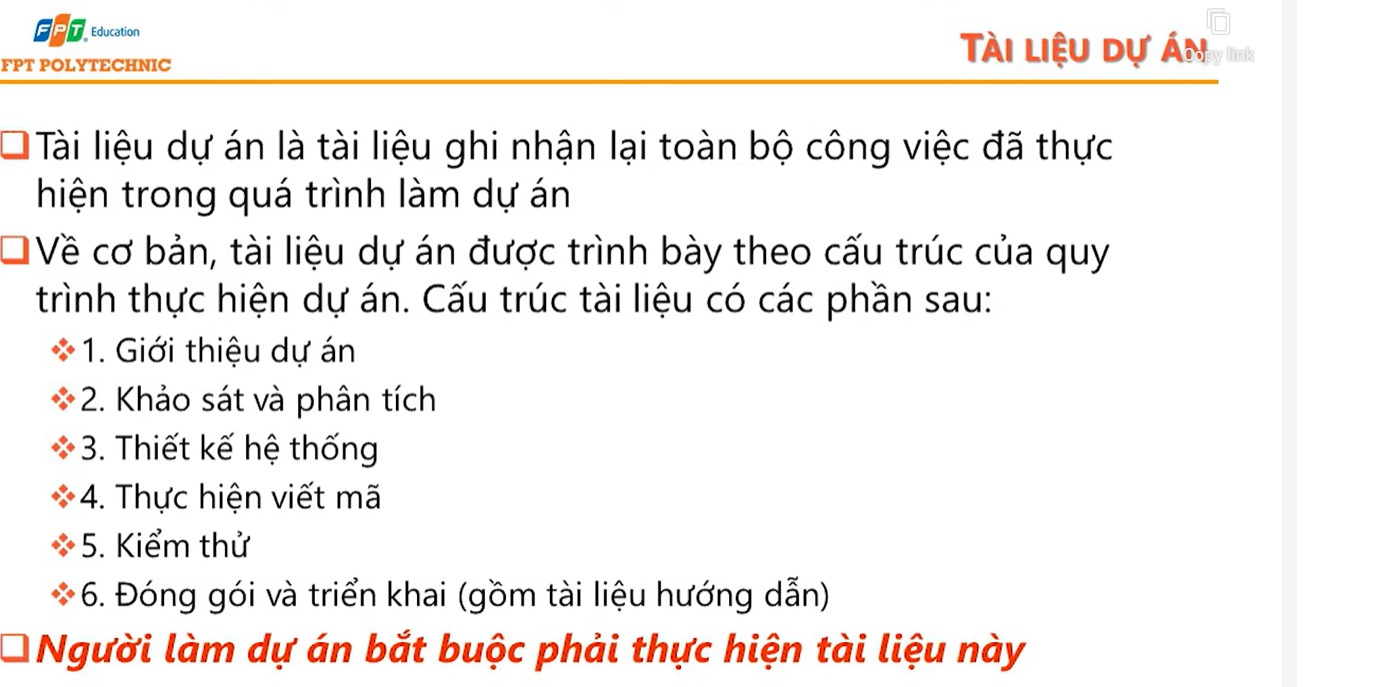 FPT Education
FPT POLYTECHNIC
TÀI LIỆU DỰ ÁN
Copy link
Tài liệu dự án là tài liệu ghi nhận lại toàn bộ công việc đã thực
hiện trong quá trình làm dự án
Về cơ bản, tài liệu dự án được trình bày theo cấu trúc của quy
trình thực hiện dự án. Cấu trúc tài liệu có các phần sau:
1. Giới thiệu dự án
2. Khảo sát và phân tích
3. Thiết kế hệ thống
4. Thực hiện viết mã
5. Kiểm thử
6. Đóng gói và triển khai (gồm tài liệu hướng dẫn)
Người làm dự án bắt buộc phải thực hiện tài liệu này